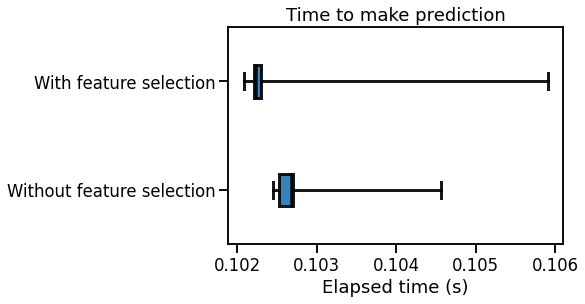 Time to make prediction
With feature selection
Without feature selection
0.102 0.103 0.104 0.105 0.106
Elapsed time (s)